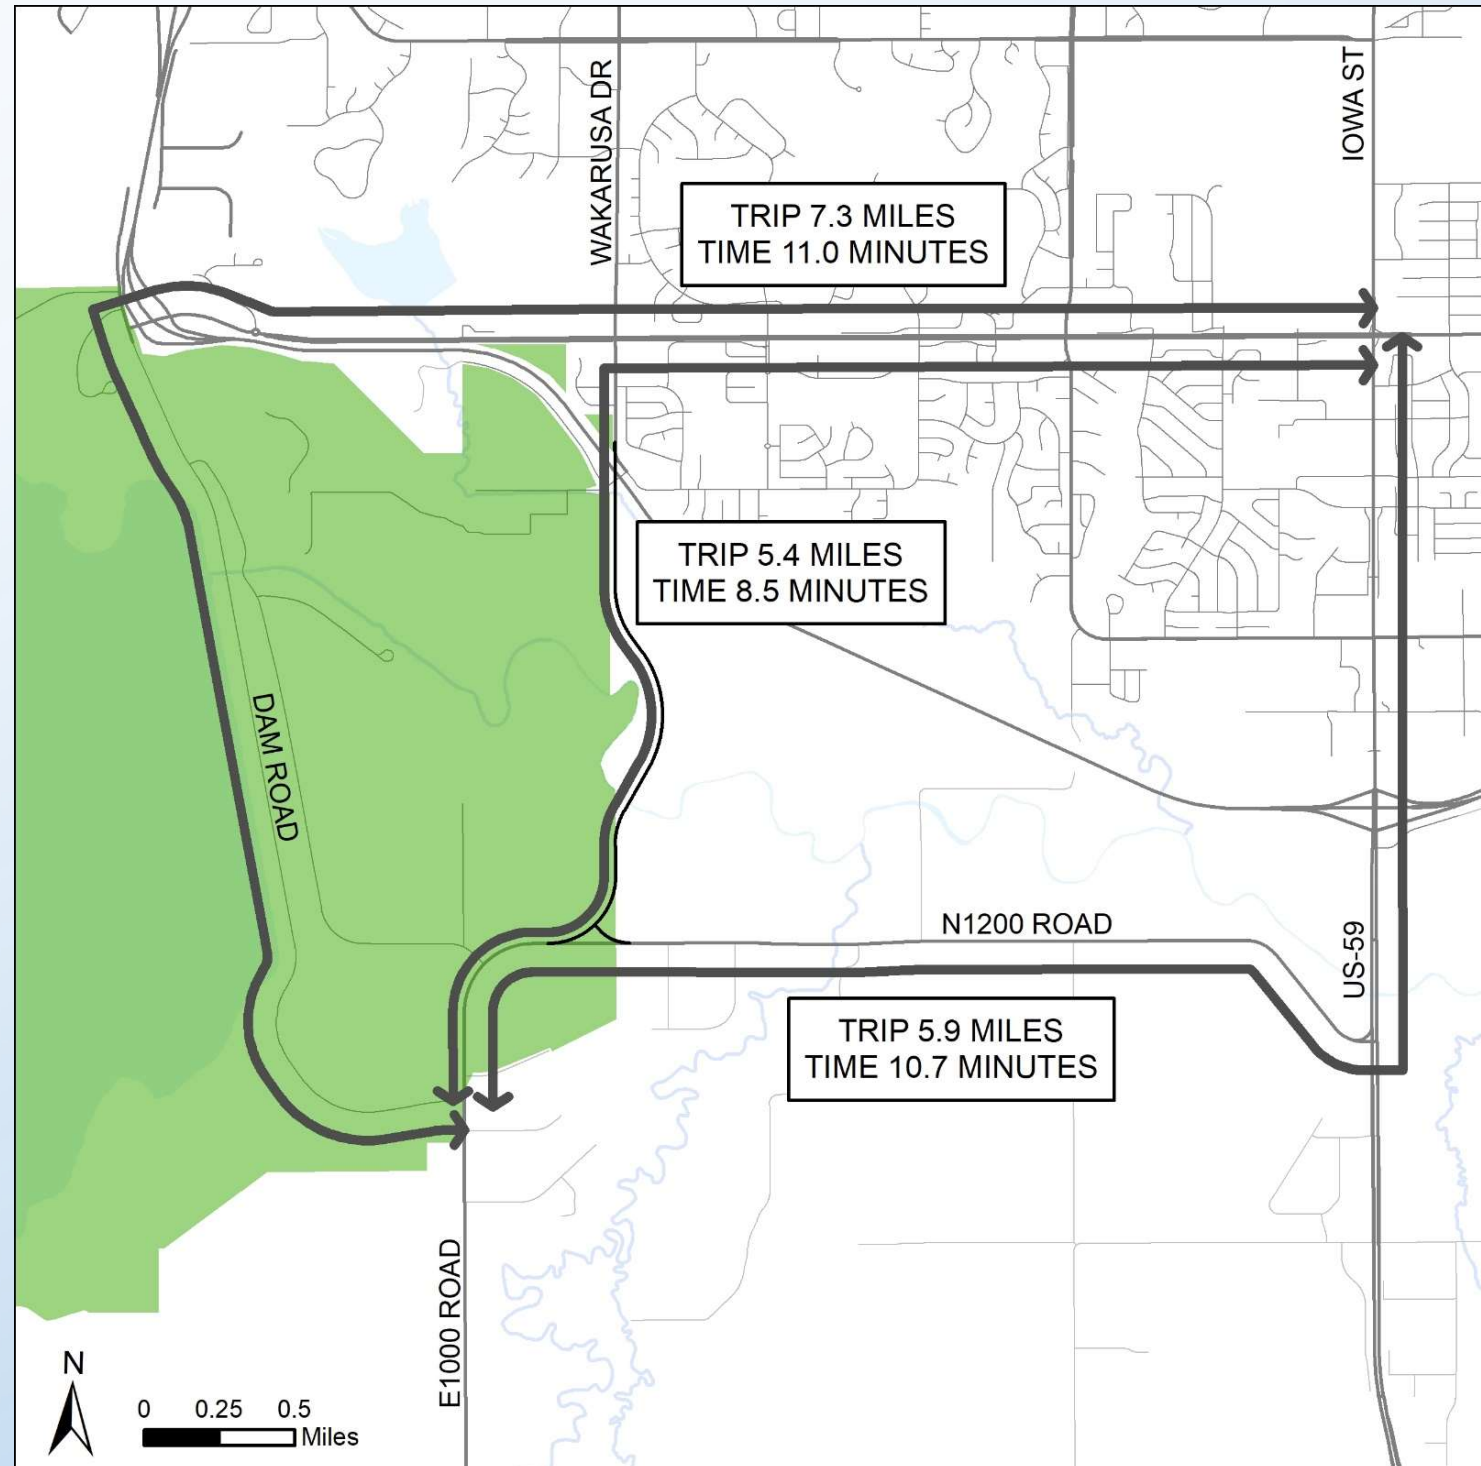 WAKARUSA DR
IOWA ST
TRIP 7.3 MILES
TIME 11.0 MINUTES
TRIP 5.4 MILES
TIME 8.5 MINUTES
DAM ROAD
N1200 ROAD
US-59
TRIP 5.9 MILES
TIME 10.7 MINUTES
E1000 ROAD
N
0 0.25 0.5
Miles